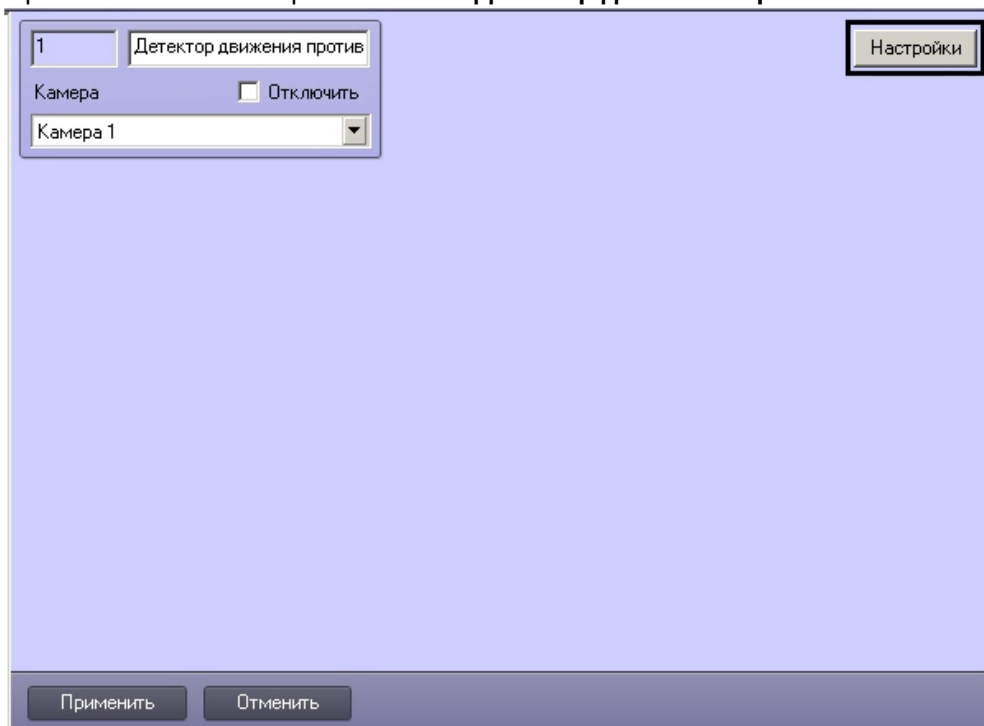 1
Детектор движения против
Настройки
Камера
Отключить
Камера 1
Применить
Отменить